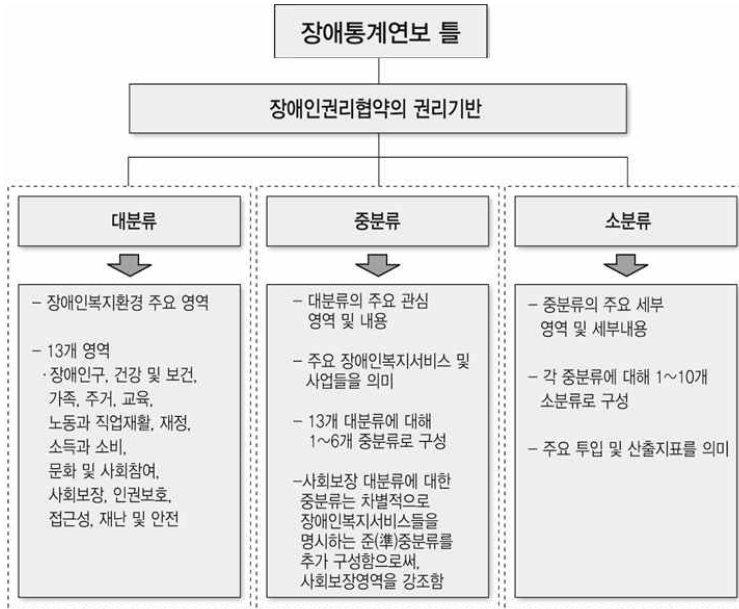 장애통계연보 틀
장애인권리협약의 권리기반
대분류
– 장애인복지환경 주요 영역
– 13개 영역
· 장애인구, 건강 및 보건,
가족, 주거, 교육,
노동과 직업재활, 재정,
소득과 소비,
문화 및 사회참여,
사회보장, 인권보호,
접근성, 재난 및 안전
중분류
– 대분류의 주요 관심
영역 및 내용
– 주요 장애인복지서비스 및
사업들을 의미
– 13개 대분류에 대해
1~6개 중분류로 구성
–사회보장 대분류에 대한
중분류는 차별적으로
장애인복지서비스들을
명시하는 준(準)중분류를
추가 구성함으로써,
사회보장영역을 강조함
소분류
– 중분류의 주요 세부
영역 및 세부내용
– 각 중분류에 대해 1~10개
소분류로 구성
– 주요 투입 및 산출지표를 의미